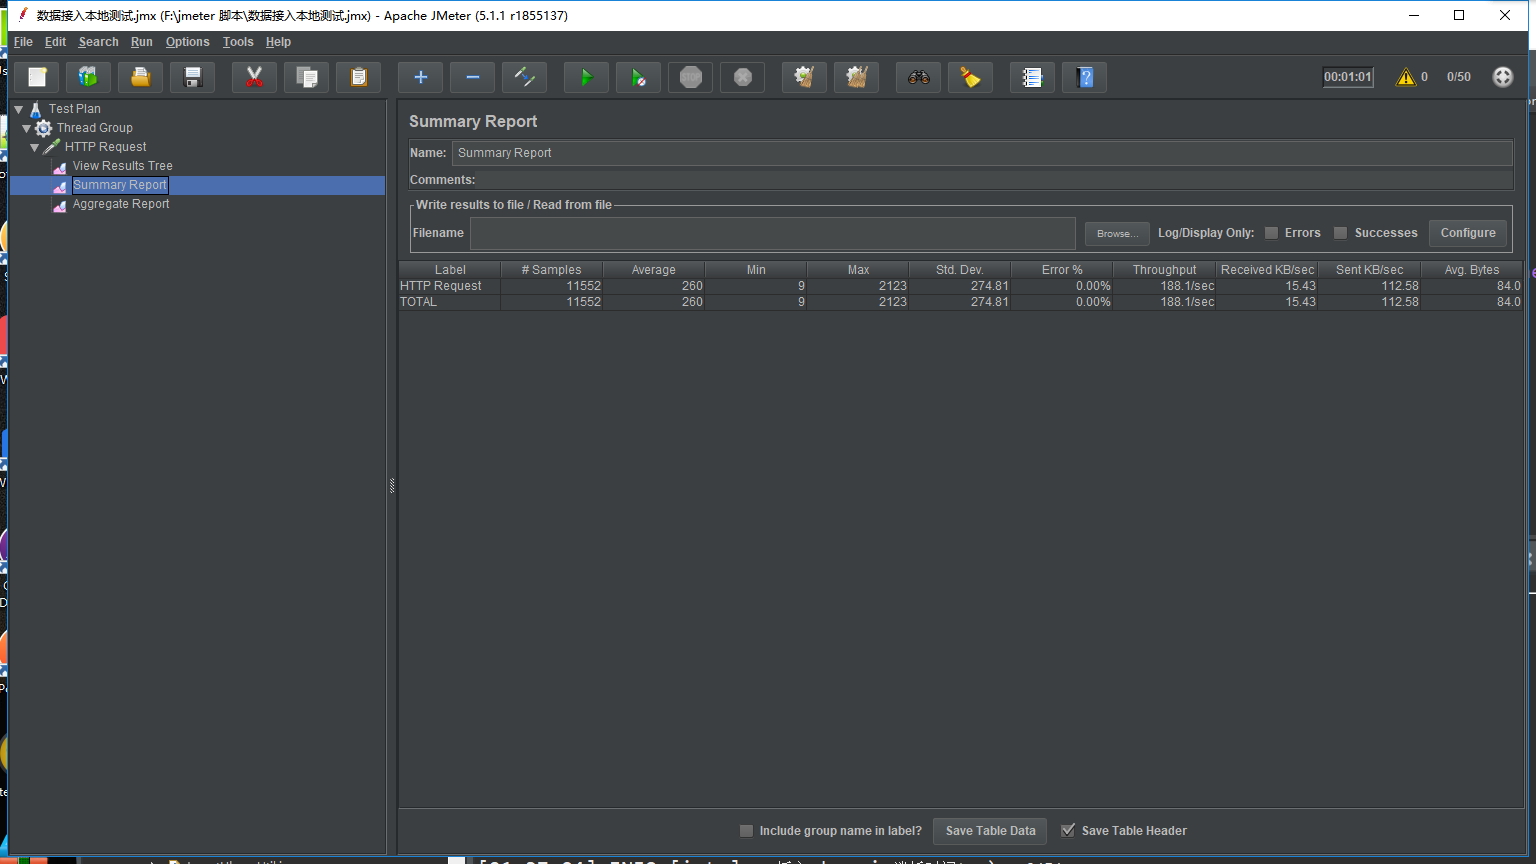 数据接入本地测试.jmx (F:\jmeter 脚本\数据接入本地测试.jmx) - Apache JMeter (5.1.1 r1855137)
File Edit Search Run Options Tools Help
STOP 00:01:01 0 0/50
Test Plan
Thread Group
HTTP Request
View Results Tree
Summary Report
Aggregate Report
Summary Report
Name: Summary Report
Comments:
Write results to file / Read from file
Filename Browse... Log/Display Only: Errors Successes Configure
Label # Samples Average Min Max Std. Dev. Error % Throughput Received KB/sec Sent KB/sec Avg. Bytes
HTTP Request 11552 260 9 2123 274.81 0.00% 188.1/sec 15.43 112.58 84.0
TOTAL 11552 260 9 2123 274.81 0.00% 188.1/sec 15.43 112.58 84.0
Include group name in label? Save Table Data Save Table Header